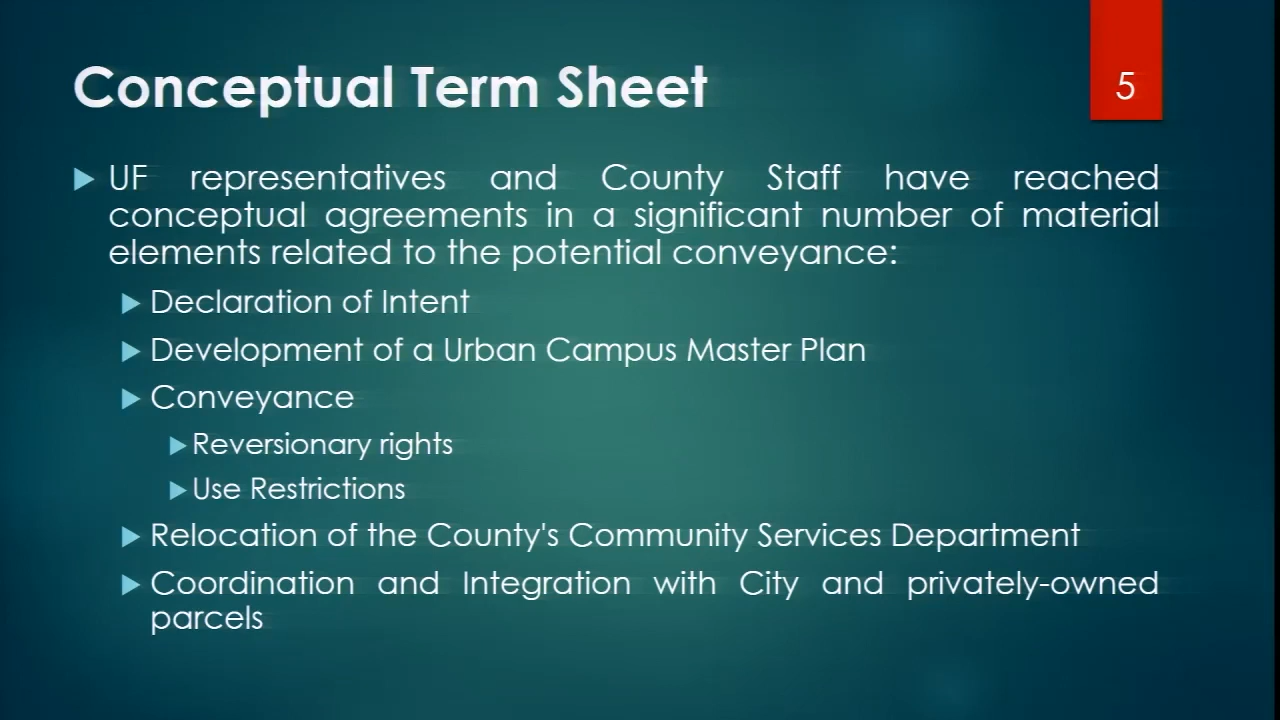 Conceptual Term Sheet
5
UF representatives and County Staff have reached
conceptual agreements in a significant number of material
elements related to the potential conveyance:
Declaration of Intent
Development of a Urban Campus Master Plan
Conveyance
Reversionary rights
Use Restrictions
Relocation of the County's Community Services Department
Coordination and Integration with City and privately-owned
parcels